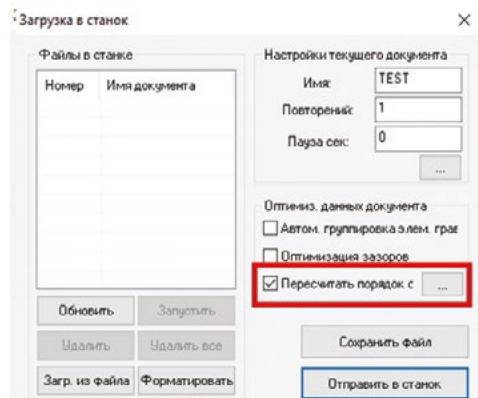 Загрузка в станок
Файлы в станке
Номер Имя документа
Обновить Запустить
Удалить Удалить все
Загр. из файла Форматировать
Настройки текущего документа
Имя: TEST
Повторений: 1
Пауза сек: 0
...
Оптимиз. данных документа
Автом. группировка элем. грав
Оптимизация зазоров
Пересчитать порядок с ...
Сохранить файл
Отправить в станок